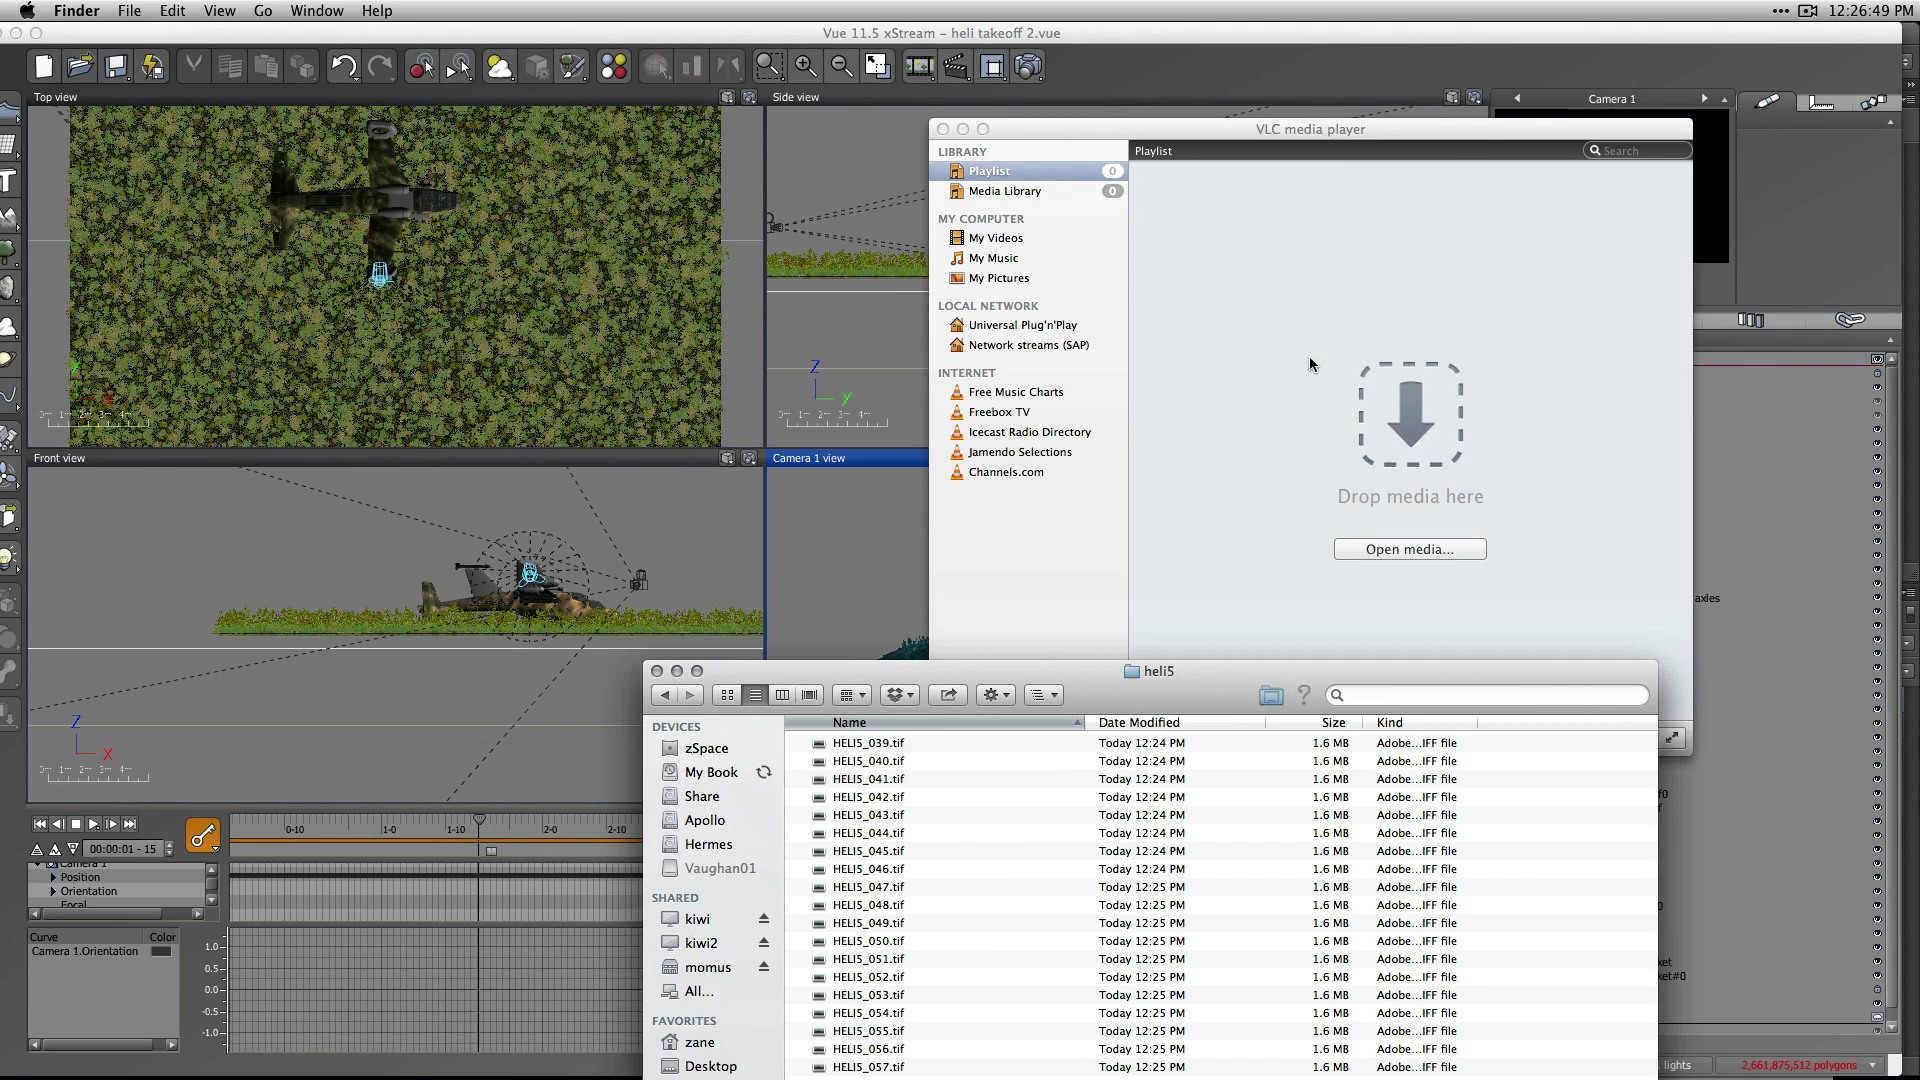 Finder File Edit View Go Window Help
12:26:49 PM
Vue 11.5 xStream – heli takeoff 2.vue
Top view
Side view
Camera 1
VLC media player
LIBRARY
Playlist 0
Media Library 0
MY COMPUTER
My Videos
My Music
My Pictures
LOCAL NETWORK
Universal Plug'n'Play
Network streams (SAP)
INTERNET
Free Music Charts
Freebox TV
Icecast Radio Directory
Jamendo Selections
Channels.com
Playlist
Search
Drop media here
Open media...
Front view
Camera 1 view
axles
heli5
DEVICES
zSpace
My Book
Share
Apollo
Hermes
Vaughan01
SHARED
kiwi
kiwi2
momus
All...
FAVORITES
zane
Desktop
Name Date Modified Size Kind
HELI5_039.tif Today 12:24 PM 1.6 MB Adobe...IFF file
HELI5_040.tif Today 12:24 PM 1.6 MB Adobe...IFF file
HELI5_041.tif Today 12:24 PM 1.6 MB Adobe...IFF file
HELI5_042.tif Today 12:24 PM 1.6 MB Adobe...IFF file
HELI5_043.tif Today 12:24 PM 1.6 MB Adobe...IFF file
HELI5_044.tif Today 12:24 PM 1.6 MB Adobe...IFF file
HELI5_045.tif Today 12:24 PM 1.6 MB Adobe...IFF file
HELI5_046.tif Today 12:24 PM 1.6 MB Adobe...IFF file
HELI5_047.tif Today 12:25 PM 1.6 MB Adobe...IFF file
HELI5_048.tif Today 12:25 PM 1.6 MB Adobe...IFF file
HELI5_049.tif Today 12:25 PM 1.6 MB Adobe...IFF file
HELI5_050.tif Today 12:25 PM 1.6 MB Adobe...IFF file
HELI5_051.tif Today 12:25 PM 1.6 MB Adobe...IFF file
HELI5_052.tif Today 12:25 PM 1.6 MB Adobe...IFF file
HELI5_053.tif Today 12:25 PM 1.6 MB Adobe...IFF file
HELI5_054.tif Today 12:25 PM 1.6 MB Adobe...IFF file
HELI5_055.tif Today 12:25 PM 1.6 MB Adobe...IFF file
HELI5_056.tif Today 12:25 PM 1.6 MB Adobe...IFF file
HELI5_057.tif Today 12:25 PM 1.6 MB Adobe...IFF file
0-10 1-0 1-10 2-0 2-10
00:00:01 - 15
Camera 1
Position
Orientation
Focal
Curve Color
Camera 1.Orientation
1.0
0.5
0.0
-0.5
-1.0
ket
ket#0
lights
2,661,875,512 polygons